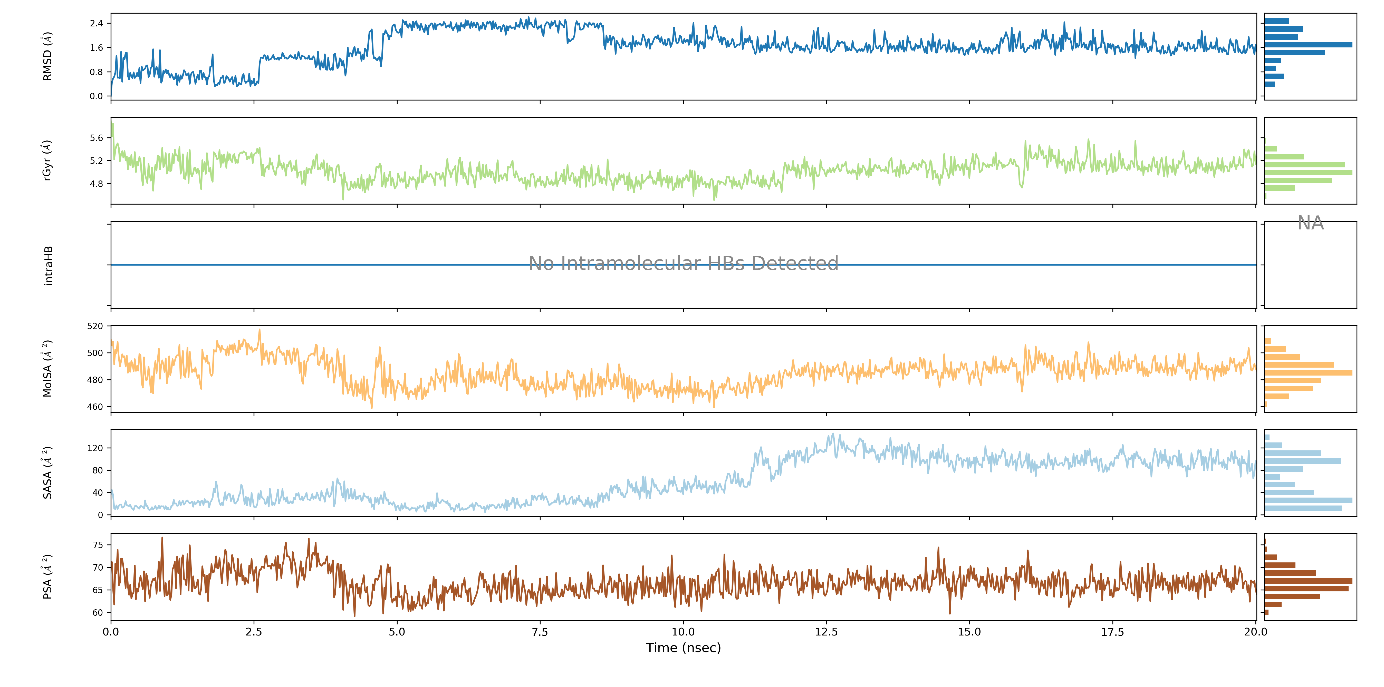 RMSD (Å)
2.4
1.6
0.8
0.0
rGyr (Å)
5.6
5.2
4.8
NA
intraHB
No Intramolecular HBs Detected
MolSA (Å²)
520
500
480
460
SASA (Å²)
120
80
40
0
PSA (Å²)
75
70
65
60
0.0 2.5 5.0 7.5 10.0 12.5 15.0 17.5 20.0
Time (nsec)